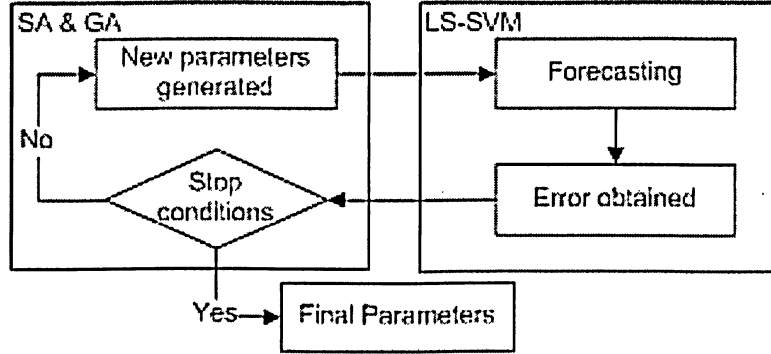 SA & GA
LS-SVM
New parameters
generated
Forecasting
No
Stop
conditions
Error obtained
Yes
Final Parameters